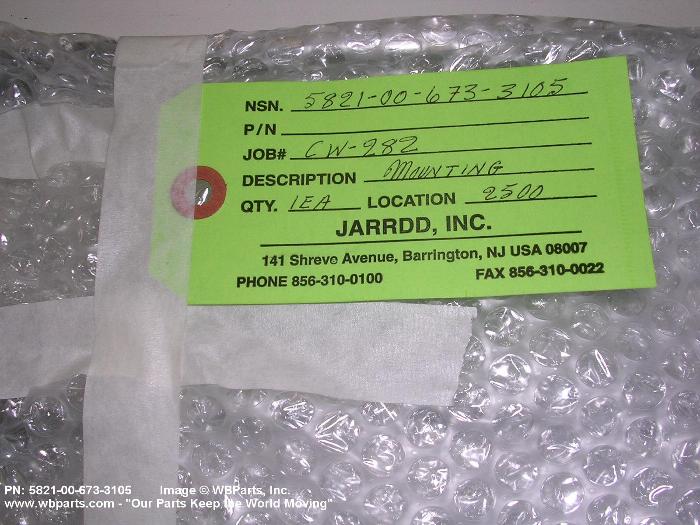 NSN. 5821-00-673-3105
P/N
JOB# CW-282
DESCRIPTION MOUNTING
QTY. 1EA LOCATION 2500
JARRDD, INC.
141 Shreve Avenue, Barrington, NJ USA 08007
PHONE 856-310-0100 FAX 856-310-0022
PN: 5821-00-673-3105 Image © WBParts, Inc.
www.wbparts.com - "Our Parts Keep the World Moving"